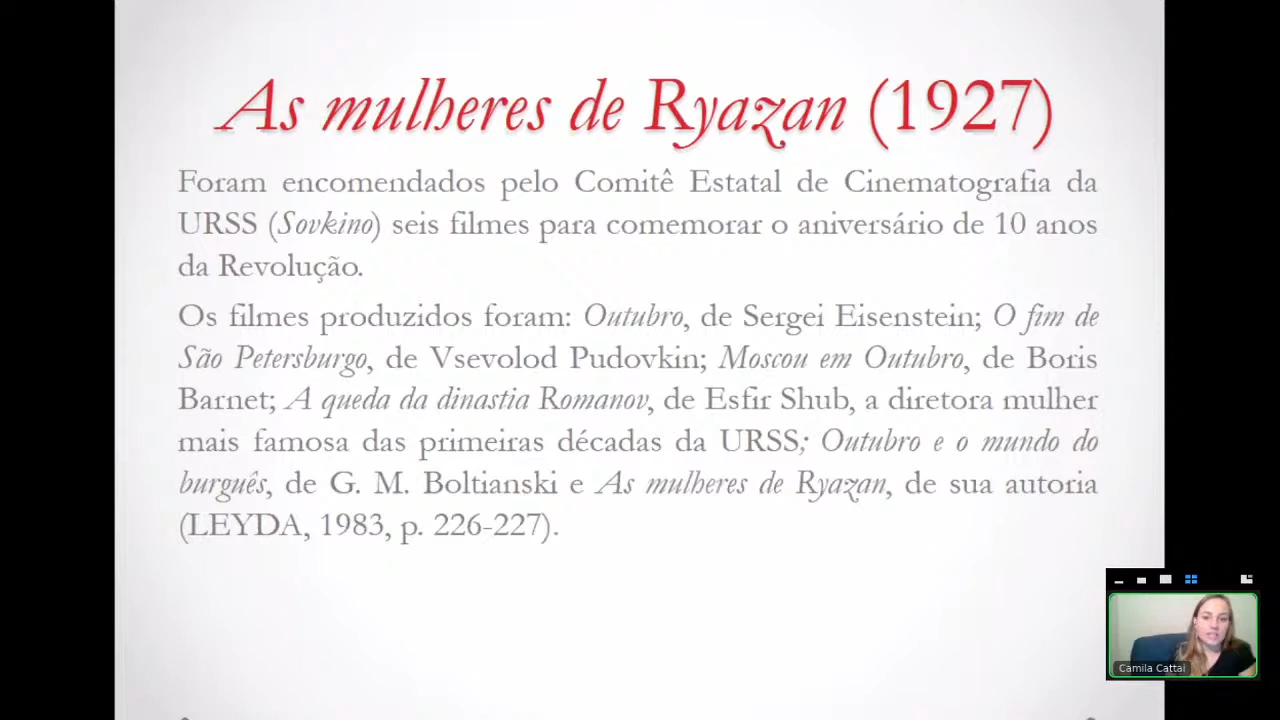 As mulheres de Ryazan (1927)
Foram encomendados pelo Comitê Estatal de Cinematografia da
URSS (Sovkino) seis filmes para comemorar o aniversário de 10 anos
da Revolução.
Os filmes produzidos foram: Outubro, de Sergei Eisenstein; O fim de
São Petersburgo, de Vsevolod Pudovkin; Moscou em Outubro, de Boris
Barnet; A queda da dinastia Romanov, de Esfir Shub, a diretora mulher
mais famosa das primeiras décadas da URSS; Outubro e o mundo do
burguês, de G. M. Boltianski e As mulheres de Ryazan, de sua autoria
(LEYDA, 1983, p. 226-227).
Camila Cattai